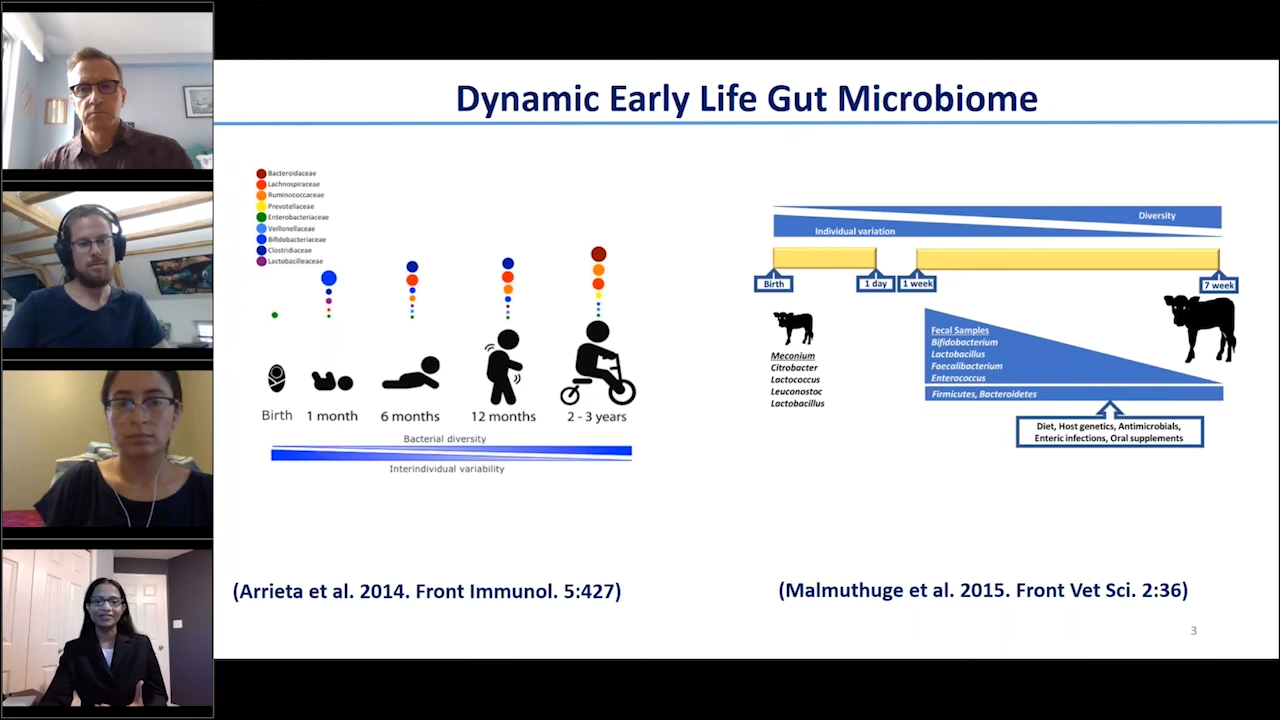 Dynamic Early Life Gut Microbiome
Bacteroidaceae
Lachnospiraceae
Ruminococcaceae
Prevotellaceae
Enterobacteriaceae
Veillonellaceae
Bifidobacteriaceae
Clostridiaceae
Lactobacilleaceae
Birth
1 month
6 months
12 months
2 - 3 years
Bacterial diversity
Interindividual variability
(Arrieta et al. 2014. Front Immunol. 5:427)
Diversity
Individual variation
Birth
1 day
1 week
7 week
Meconium
Citrobacter
Lactococcus
Leuconostoc
Lactobacillus
Fecal Samples
Bifidobacterium
Lactobacillus
Faecalibacterium
Enterococcus
Firmicutes, Bacteroidetes
Diet, Host genetics, Antimicrobials,
Enteric infections, Oral supplements
(Malmuthuge et al. 2015. Front Vet Sci. 2:36)
3